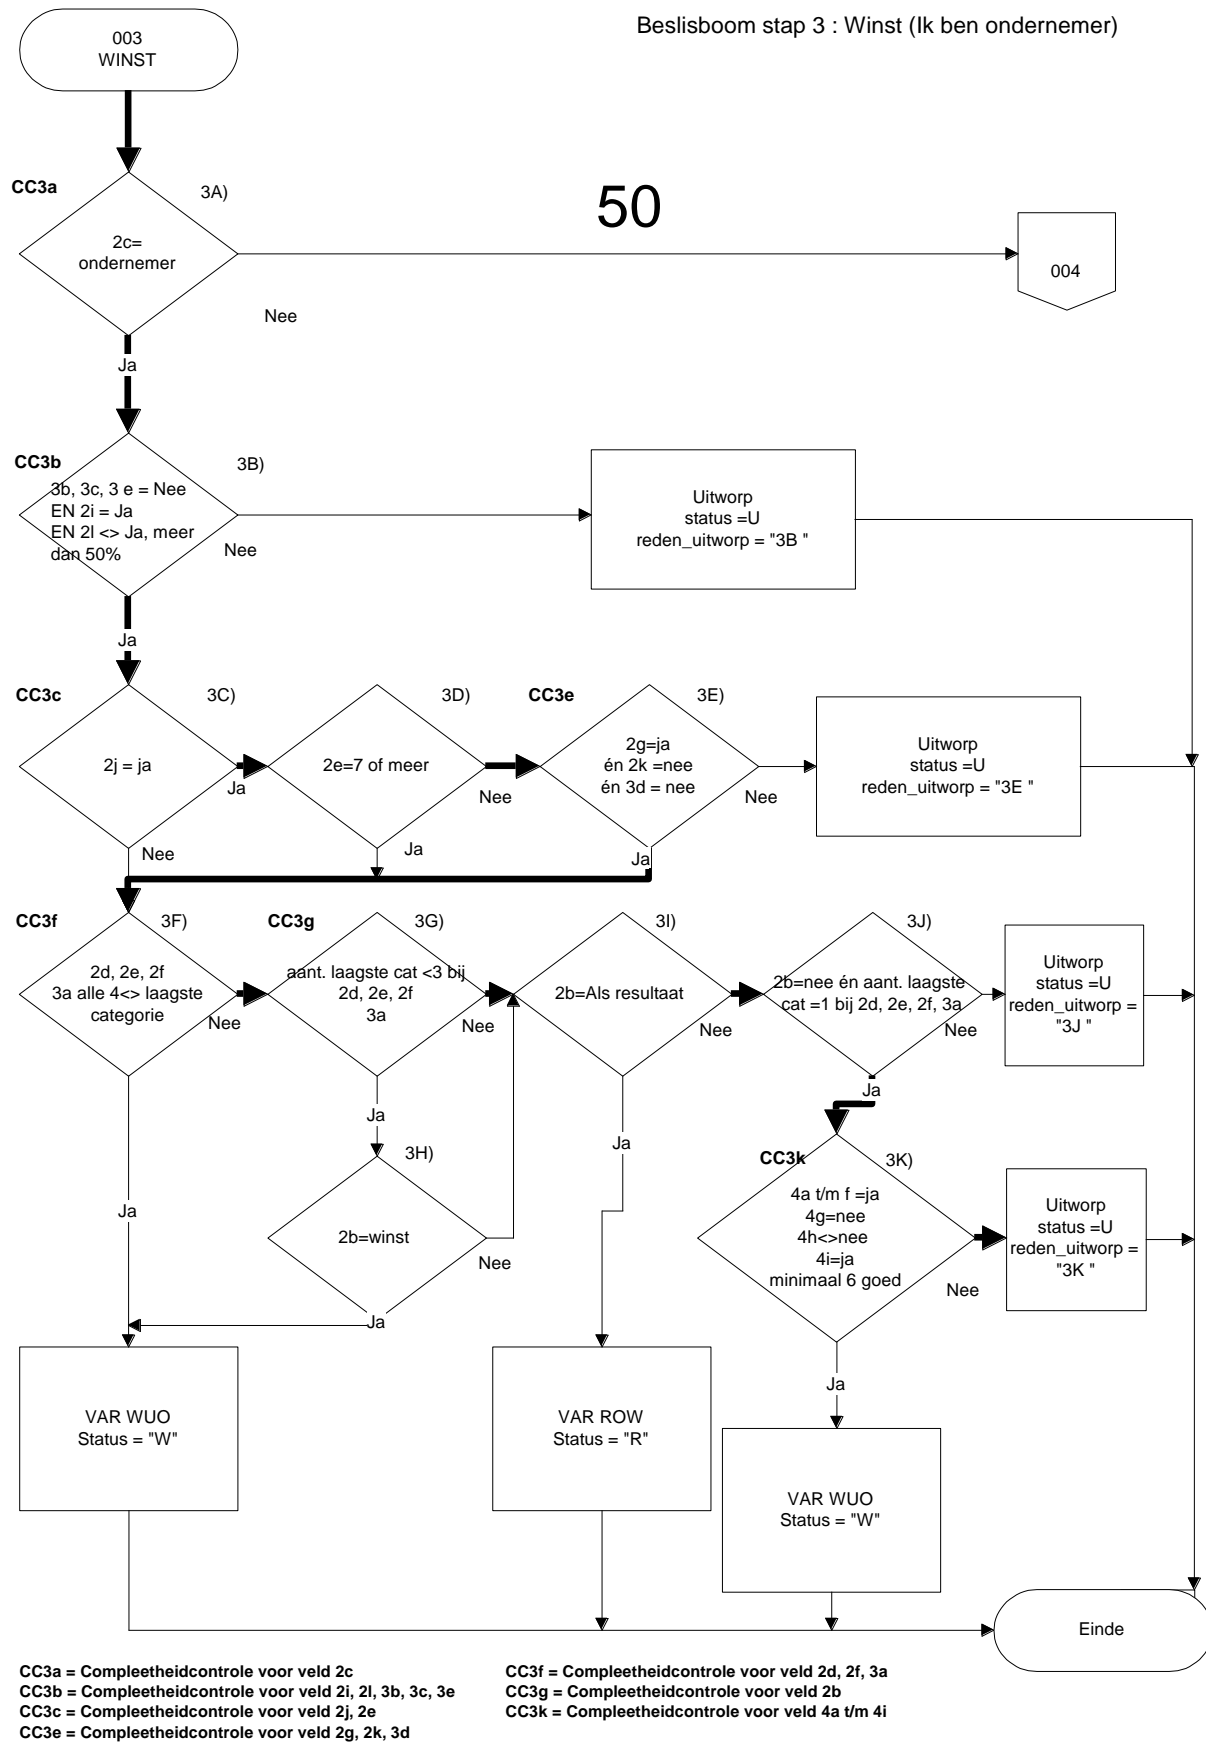 Beslisboom stap 3 : Winst (Ik ben ondernemer)
003
WINST
CC3a
3A)
50
2c=
ondernemer
004
Nee
Ja
CC3b
3B)
3b, 3c, 3 e = Nee
EN 2i = Ja
EN 2l <> Ja, meer
dan 50%
Nee
Uitworp
status =U
reden_uitworp = "3B "
Ja
CC3c
3C)
2j = ja
Ja
Nee
3D)
2e=7 of meer
Nee
Ja
CC3e
3E)
2g=ja
én 2k =nee
én 3d = nee
Nee
Ja
Uitworp
status =U
reden_uitworp = "3E "
CC3f
3F)
2d, 2e, 2f
3a alle 4<> laagste
categorie
Nee
Ja
CC3g
3G)
aant. laagste cat <3 bij
2d, 2e, 2f
3a
Nee
Ja
3I)
2b=Als resultaat
Nee
Ja
3J)
2b=nee én aant. laagste
cat =1 bij 2d, 2e, 2f, 3a
Nee
Ja
Uitworp
status =U
reden_uitworp =
"3J "
3H)
2b=winst
Nee
Ja
CC3k
3K)
4a t/m f =ja
4g=nee
4h<>nee
4i=ja
minimaal 6 goed
Nee
Ja
Uitworp
status =U
reden_uitworp =
"3K "
VAR WUO
Status = "W"
VAR ROW
Status = "R"
VAR WUO
Status = "W"
Einde
CC3a = Compleetheidcontrole voor veld 2c
CC3b = Compleetheidcontrole voor veld 2i, 2l, 3b, 3c, 3e
CC3c = Compleetheidcontrole voor veld 2j, 2e
CC3e = Compleetheidcontrole voor veld 2g, 2k, 3d
CC3f = Compleetheidcontrole voor veld 2d, 2f, 3a
CC3g = Compleetheidcontrole voor veld 2b
CC3k = Compleetheidcontrole voor veld 4a t/m 4i